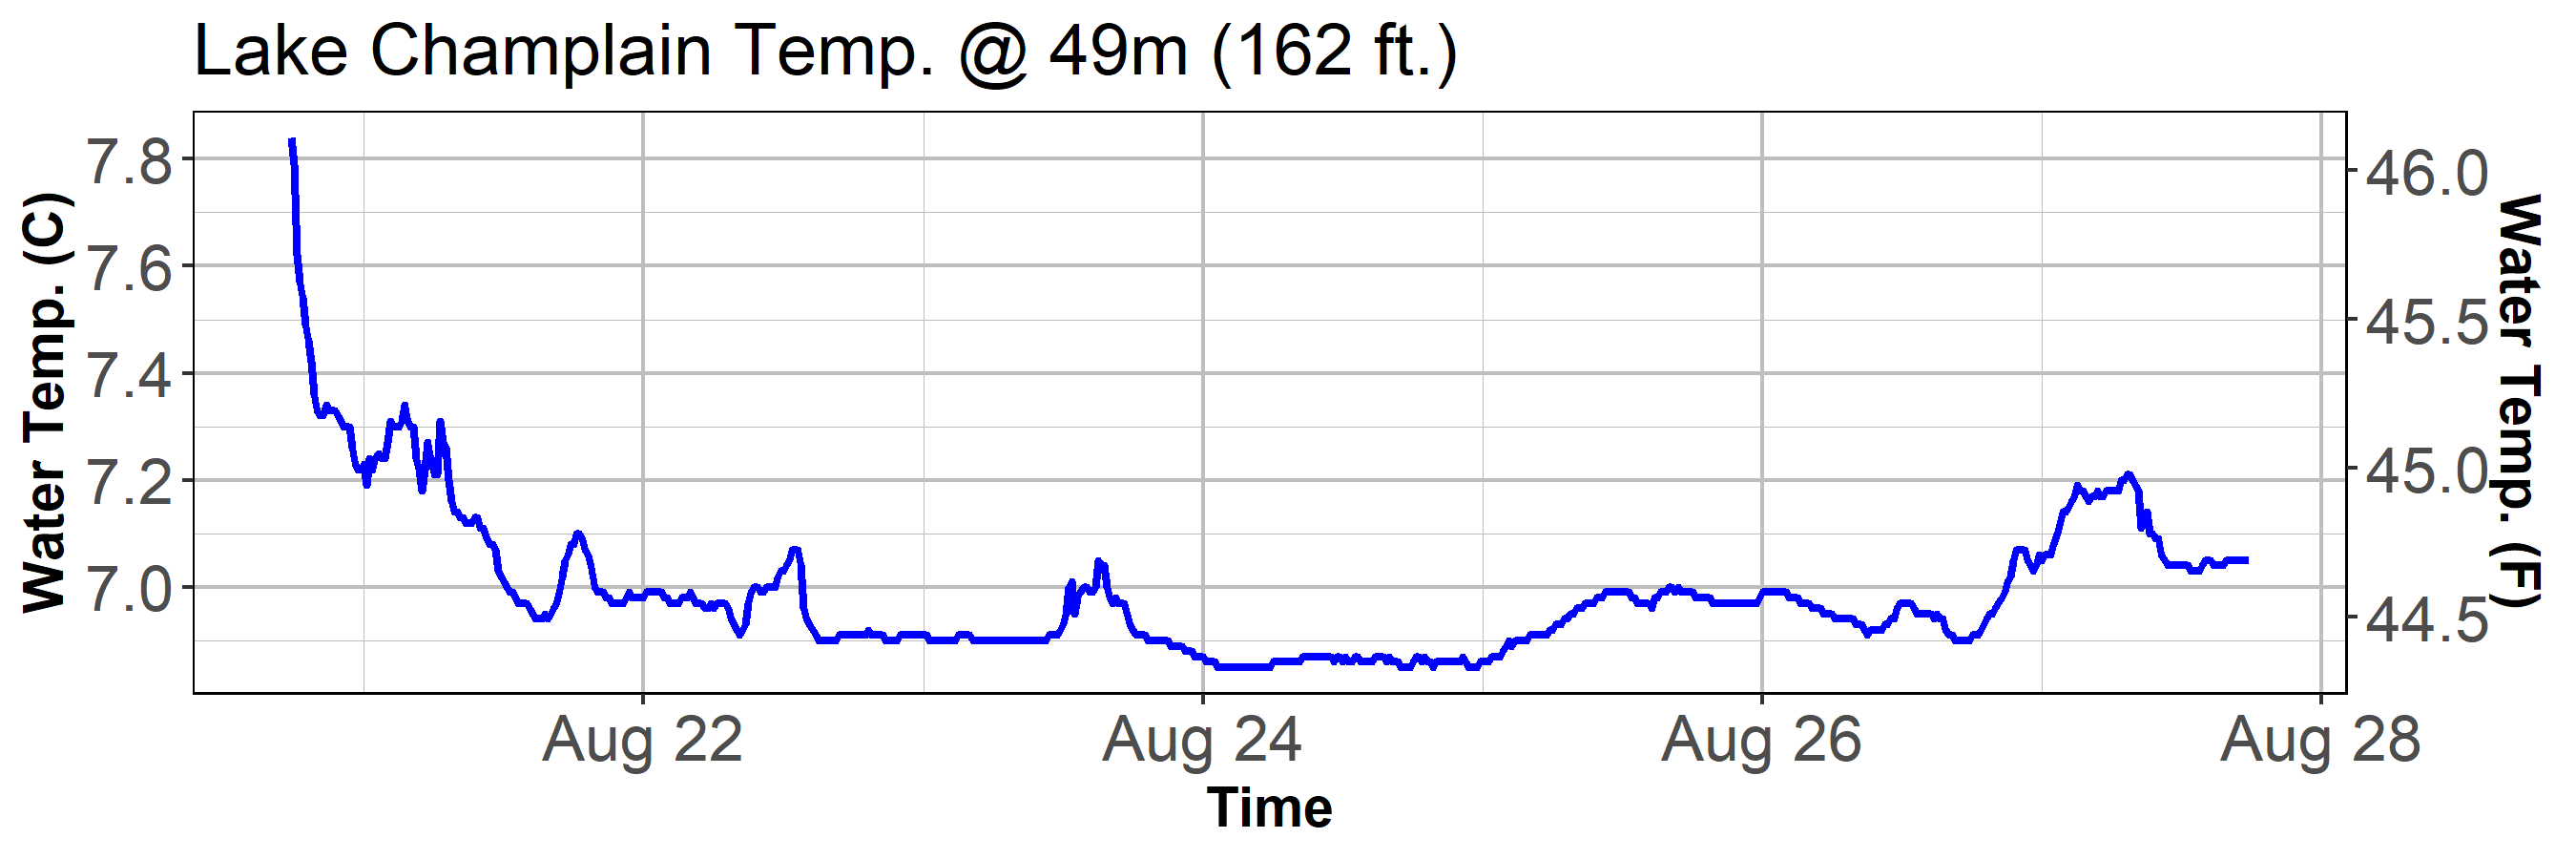 Lake Champlain Temp. @ 49m (162 ft.)
Water Temp. (C)
7.8
7.6
7.4
7.2
7.0
46.0
45.5
45.0
44.5
Water Temp. (F)
Aug 22
Aug 24
Aug 26
Aug 28
Time